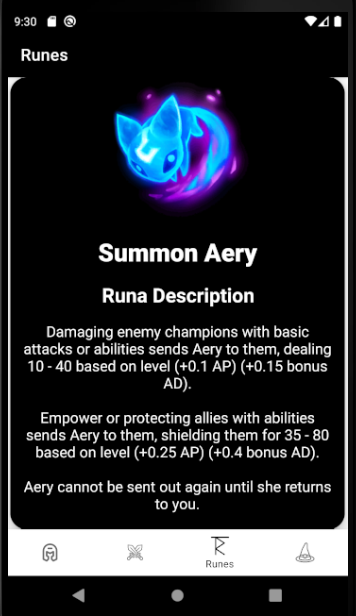 9:30
Runes
Summon Aery
Runa Description
Damaging enemy champions with basic
attacks or abilities sends Aery to them, dealing
10 - 40 based on level (+0.1 AP) (+0.15 bonus
AD).
Empower or protecting allies with abilities
sends Aery to them, shielding them for 35 - 80
based on level (+0.25 AP) (+0.4 bonus AD).
Aery cannot be sent out again until she returns
to you.
Runes